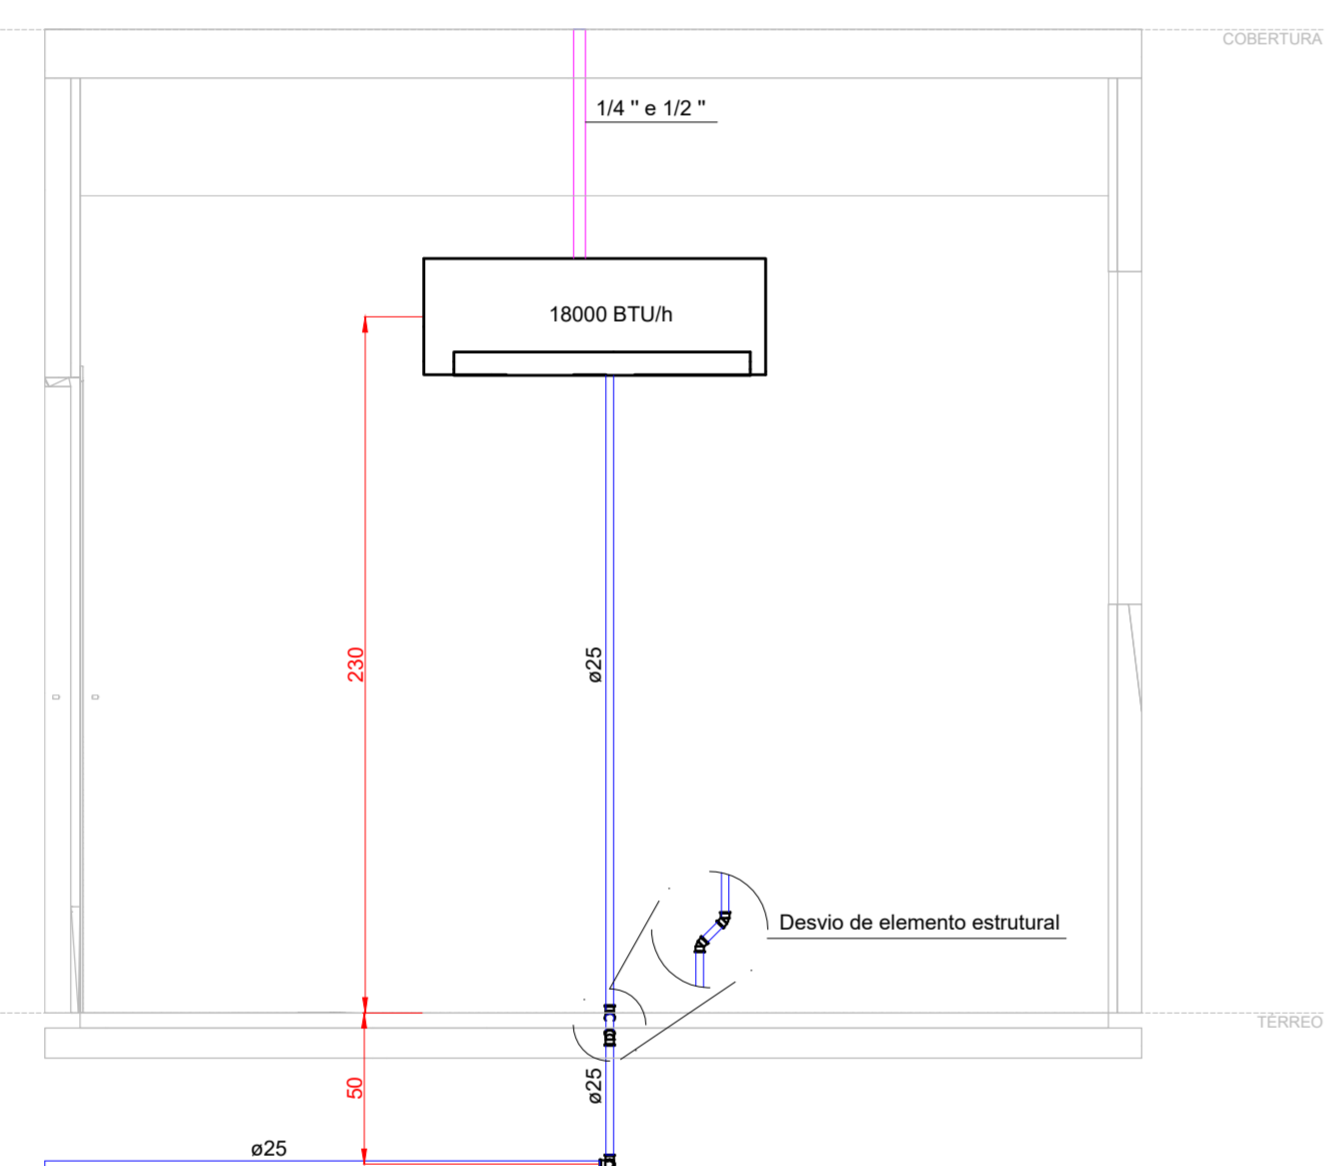 COBERTURA
1/4 " e 1/2 "
18000 BTU/h
230
ø25
Desvio de elemento estrutural
TÉRREO
50
ø25
ø25